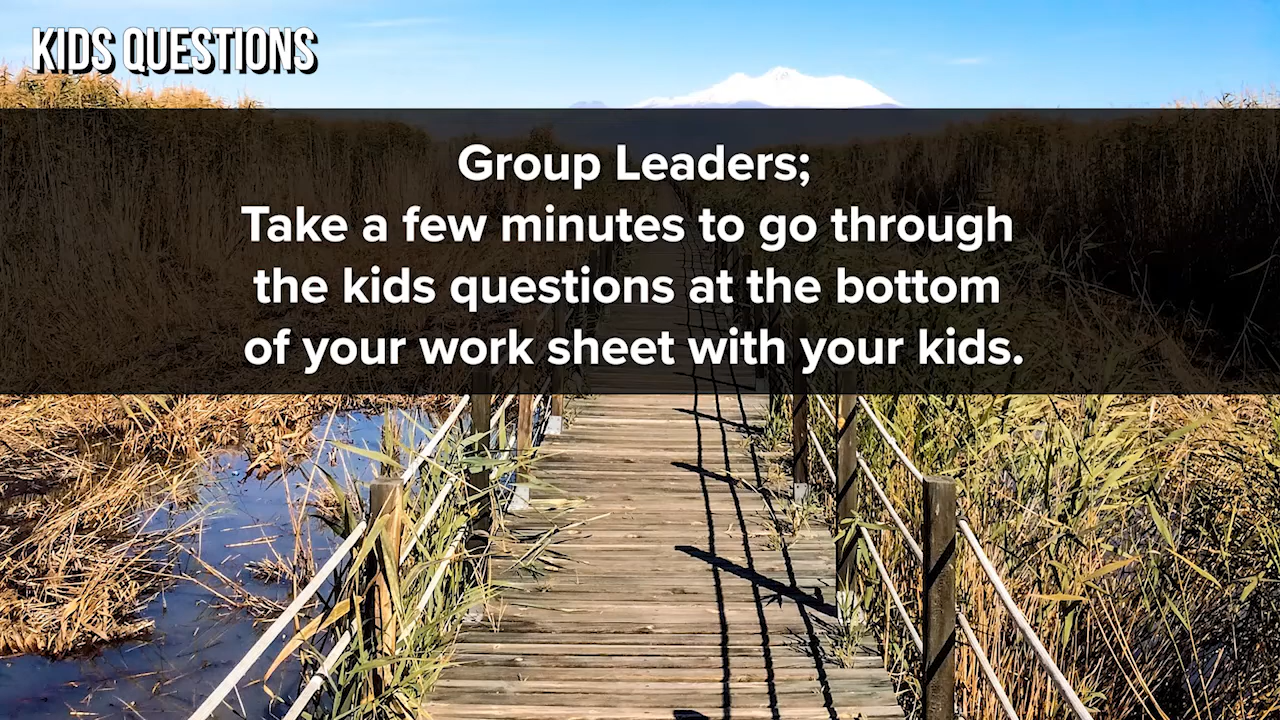 KIDS QUESTIONS
Group Leaders;
Take a few minutes to go through
the kids questions at the bottom
of your work sheet with your kids.